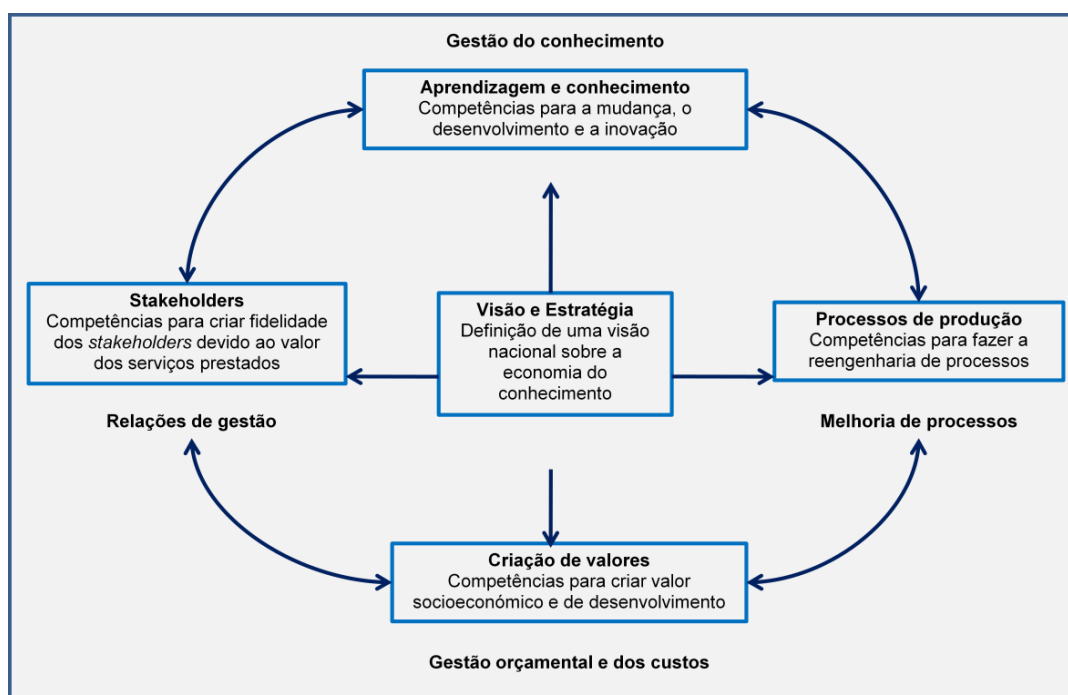 Gestão do conhecimento
Aprendizagem e conhecimento
Competências para a mudança, o
desenvolvimento e a inovação
Stakeholders
Competências para criar fidelidade
dos stakeholders devido ao valor
dos serviços prestados
Visão e Estratégia
Definição de uma visão
nacional sobre a
economia do
conhecimento
Processos de produção
Competências para fazer a
reengenharia de processos
Relações de gestão
Melhoria de processos
Criação de valores
Competências para criar valor
socioeconómico e de desenvolvimento
Gestão orçamental e dos custos